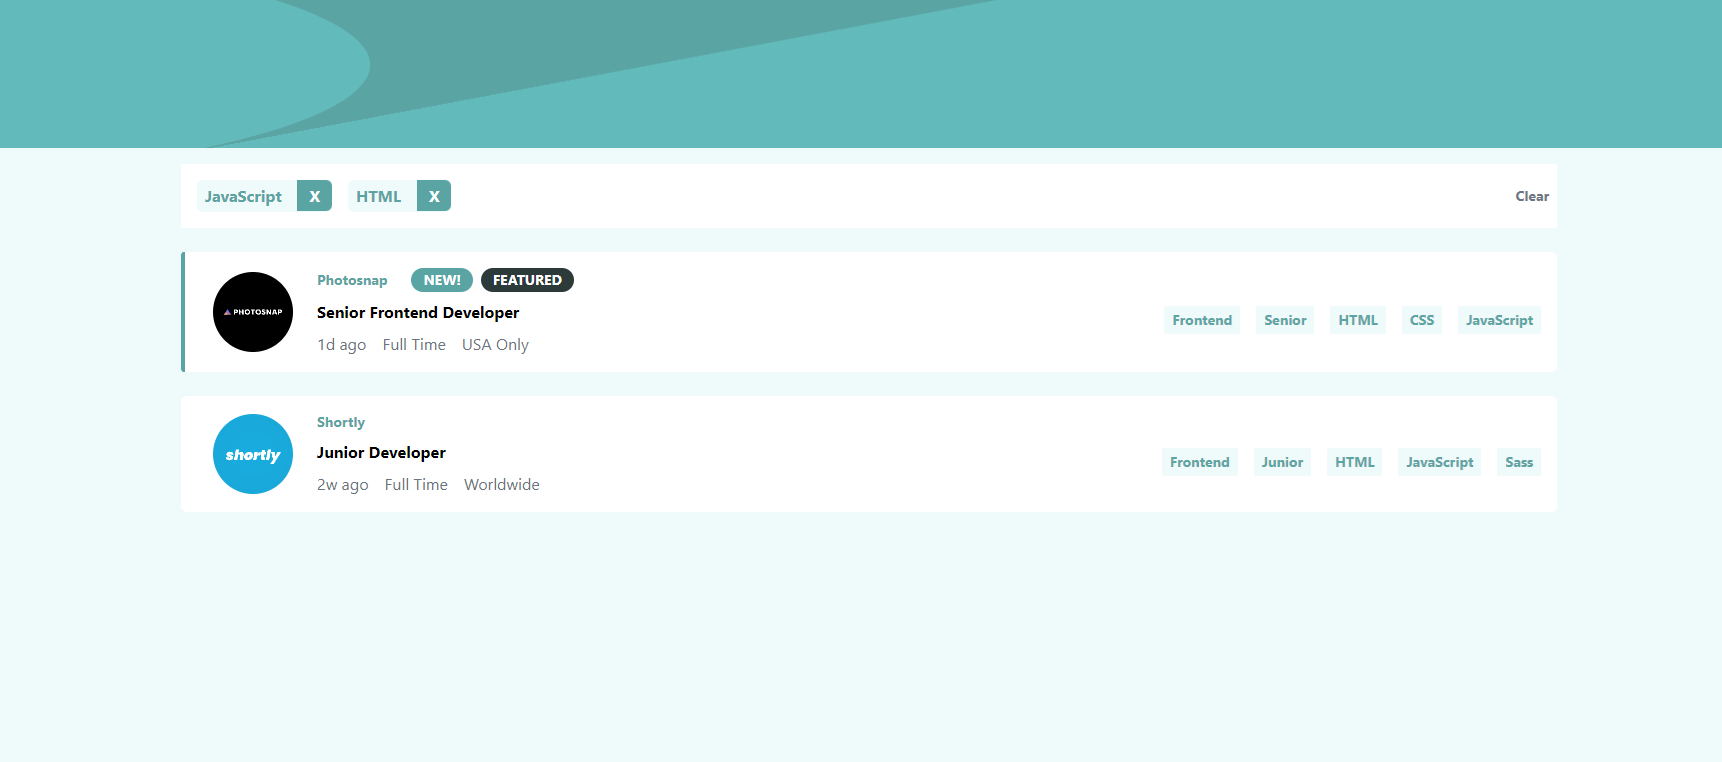 JavaScript X HTML X Clear
Photosnap NEW! FEATURED
PHOTOSNAP
Senior Frontend Developer
Frontend Senior HTML CSS JavaScript
1d ago Full Time USA Only
Shortly
shortly
Junior Developer
Frontend Junior HTML JavaScript Sass
2w ago Full Time Worldwide